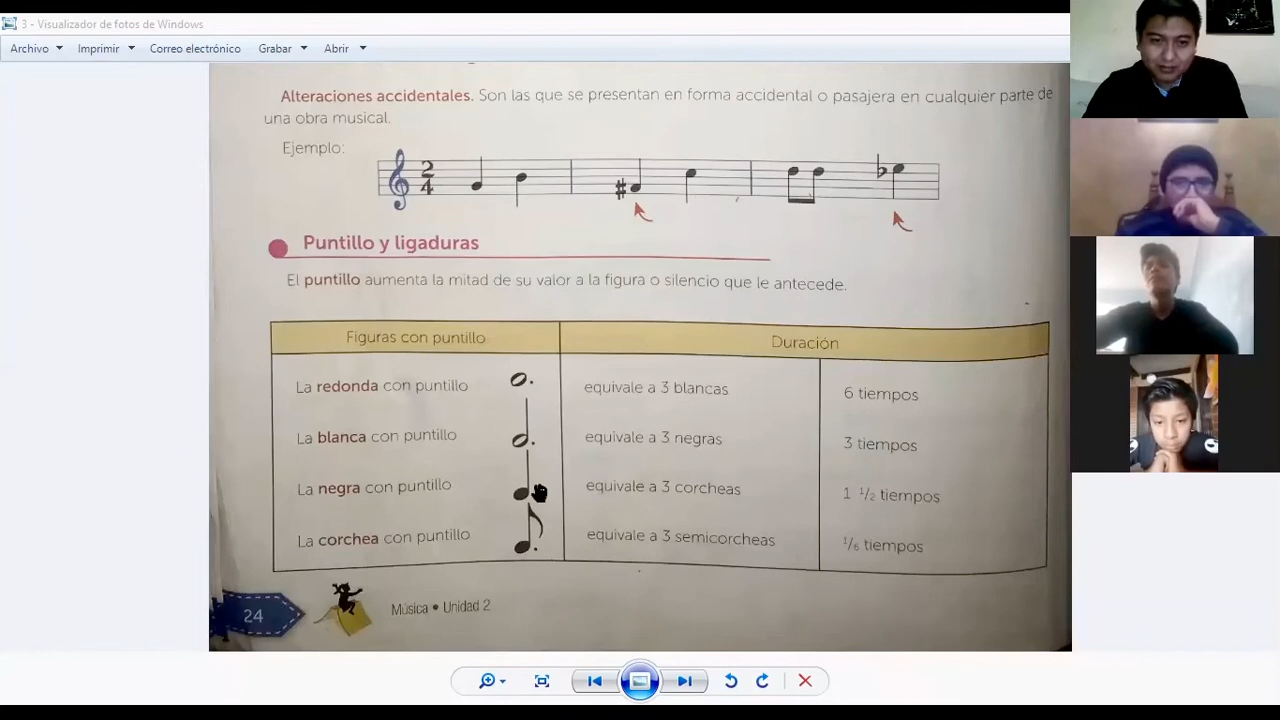 3 - Visualizador de fotos de Windows
Archivo Imprimir Correo electrónico Grabar Abrir
Alteraciones accidentales. Son las que se presentan en forma accidental o pasajera en cualquier parte de
una obra musical.
Ejemplo:
2
4
Puntillo y ligaduras
El puntillo aumenta la mitad de su valor a la figura o silencio que le antecede.
Figuras con puntillo Duración
La redonda con puntillo equivale a 3 blancas 6 tiempos
La blanca con puntillo equivale a 3 negras 3 tiempos
La negra con puntillo equivale a 3 corcheas 1 1/2 tiempos
La corchea con puntillo equivale a 3 semicorcheas 1/6 tiempos
24 Música • Unidad 2